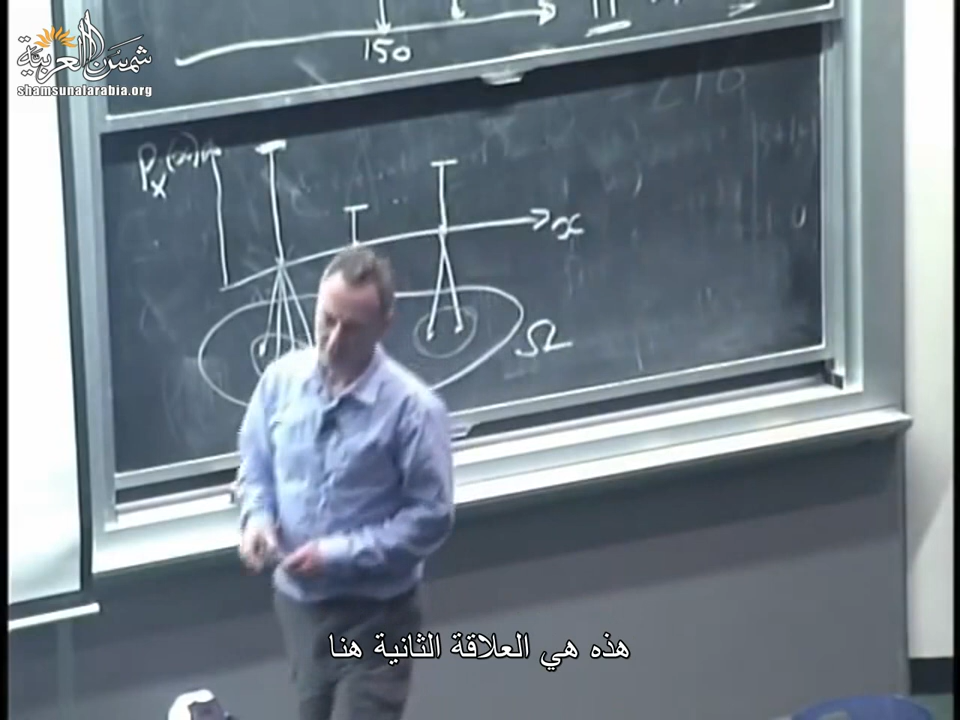 شمس العربية
shamsunalarabia.org
150
Pₓ(x)
x
Ω
هذه هي العلاقة الثانية هنا